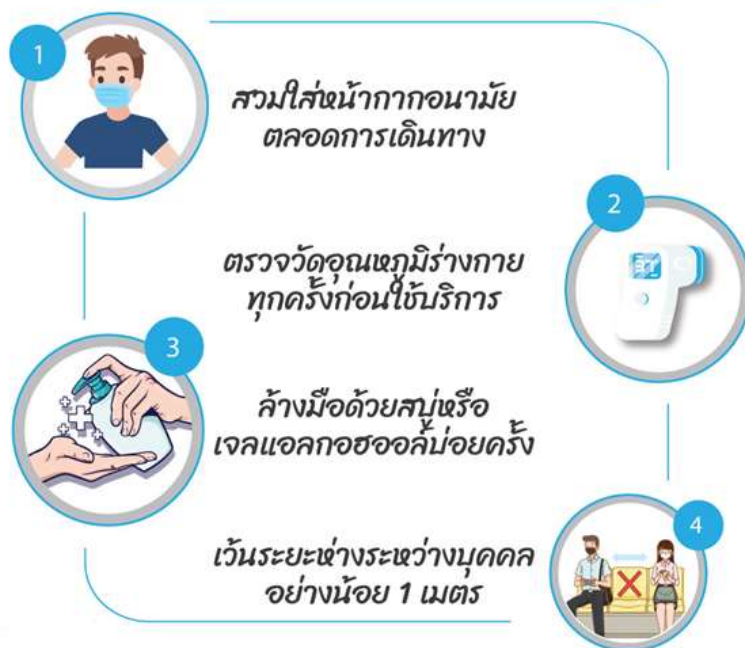 1
สวมใส่หน้ากากอนามัย
ตลอดการเดินทาง
2
ตรวจวัดอุณหภูมิร่างกาย
ทุกครั้งก่อนใช้บริการ
37
3
ล้างมือด้วยสบู่หรือ
เจลแอลกอฮออล์บ่อยครั้ง
4
เว้นระยะห่างระหว่างบุคคล
อย่างน้อย 1 เมตร